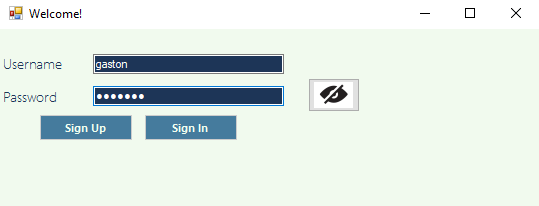 Welcome!
Username gaston
Password •••••••
Sign Up Sign In